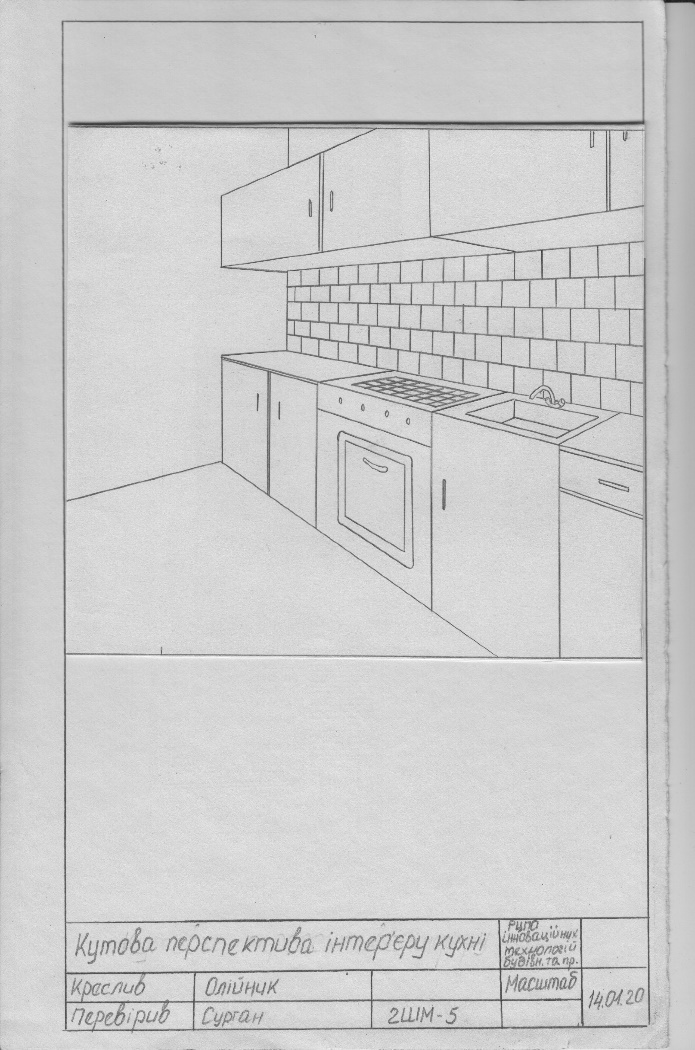 Кутова перспектива інтер'єру кухні
РЦПО
інноваційних
технологій
будівн. та пр.
Креслив Олійник Масштаб
14.01.20
Перевірив Сурган 2ШМ-5